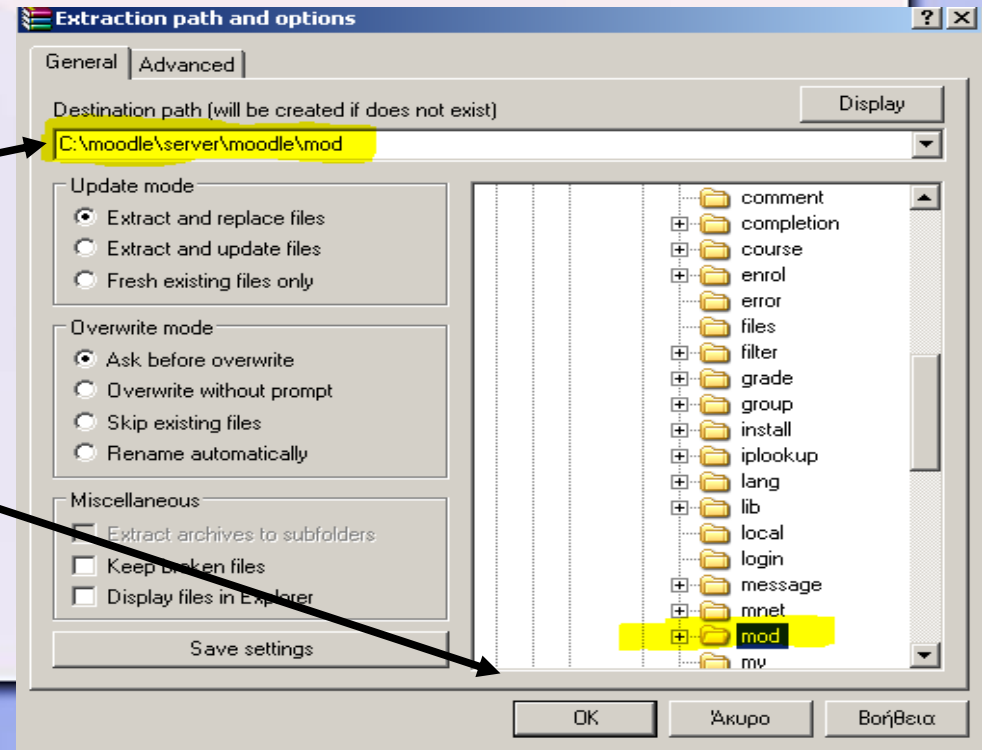 Extraction path and options
General Advanced
Destination path (will be created if does not exist) Display
C:\moodle\server\moodle\mod
Update mode
Extract and replace files
Extract and update files
Fresh existing files only
Overwrite mode
Ask before overwrite
Overwrite without prompt
Skip existing files
Rename automatically
Miscellaneous
Extract archives to subfolders
Keep broken files
Display files in Explorer
Save settings
comment
completion
course
enrol
error
files
filter
grade
group
install
iplookup
lang
lib
local
login
message
mnet
mod
my
OK Άκυρο Βοήθεια